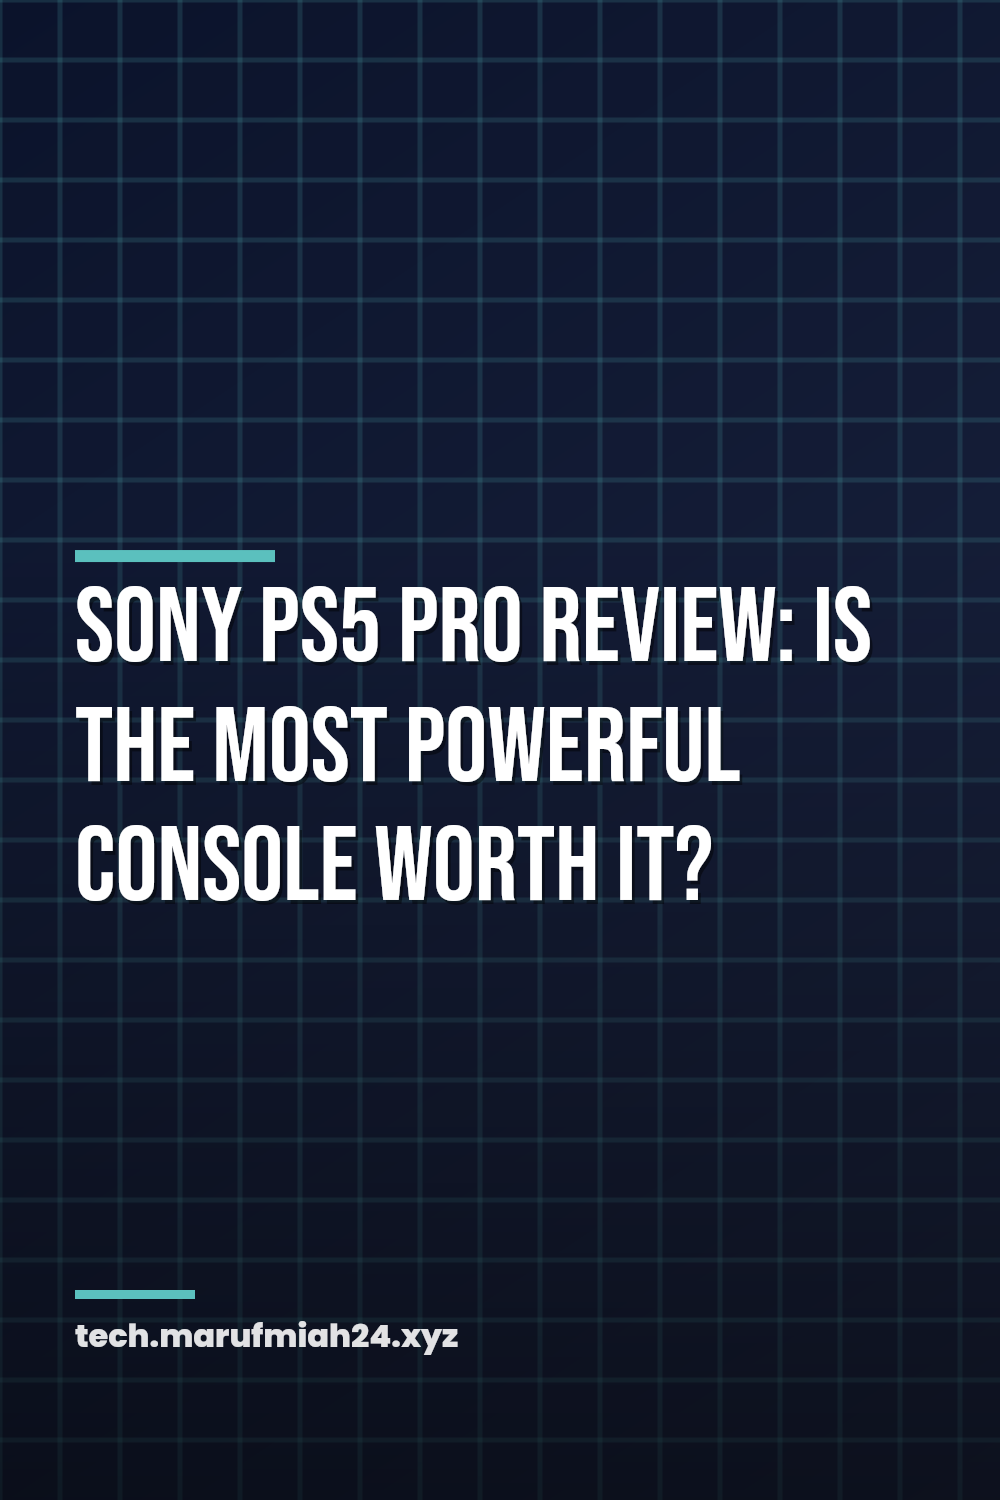 SONY PS5 PRO REVIEW: IS
THE MOST POWERFUL
CONSOLE WORTH IT?
tech.marufmiah24.xyz